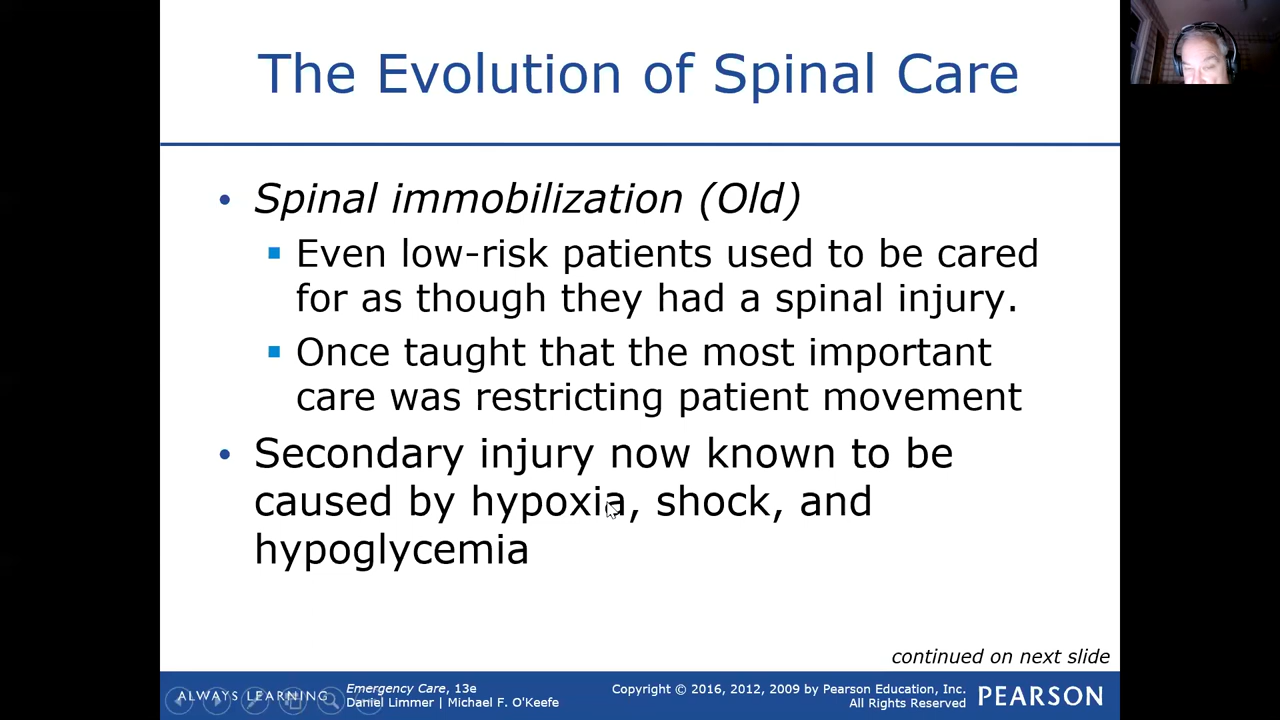 The Evolution of Spinal Care
• Spinal immobilization (Old)
▪ Even low-risk patients used to be cared
for as though they had a spinal injury.
▪ Once taught that the most important
care was restricting patient movement
• Secondary injury now known to be
caused by hypoxia, shock, and
hypoglycemia
continued on next slide
ALWAYS LEARNING
Emergency Care, 13e
Daniel Limmer | Michael F. O'Keefe
Copyright © 2016, 2012, 2009 by Pearson Education, Inc.
All Rights Reserved
PEARSON